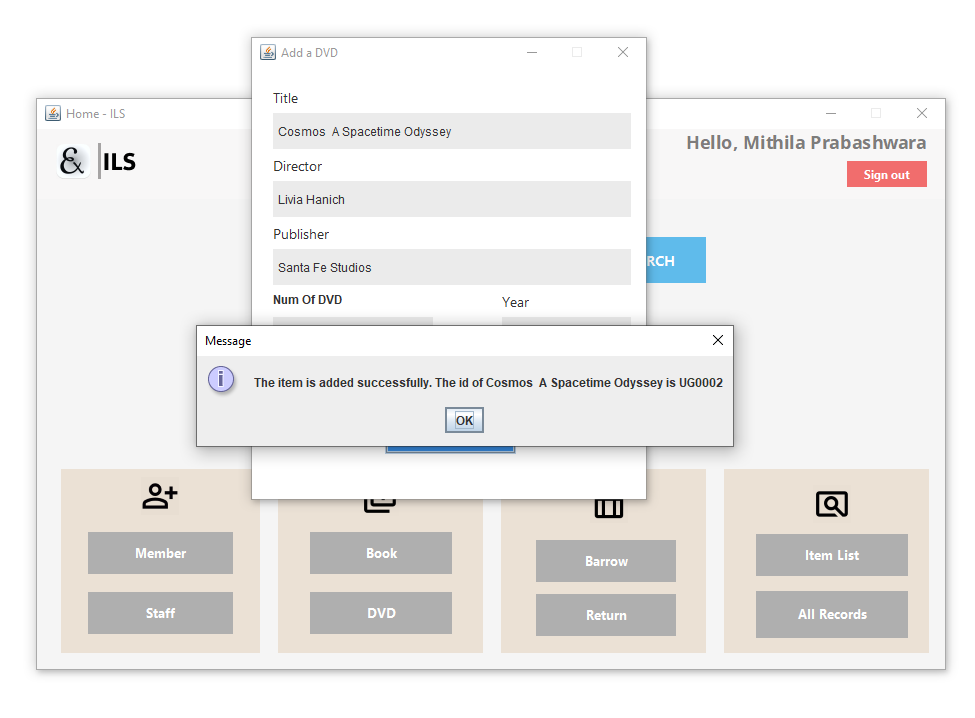 Add a DVD
Title
Cosmos  A Spacetime Odyssey
Director
Livia Hanich
Publisher
Santa Fe Studios
Num Of DVD
Year
Home - ILS
& ILS
Hello, Mithila Prabashwara
Sign out
RCH
Message
i
The item is added successfully. The id of Cosmos  A Spacetime Odyssey is UG0002
OK
Member
Staff
Book
DVD
Barrow
Return
Item List
All Records